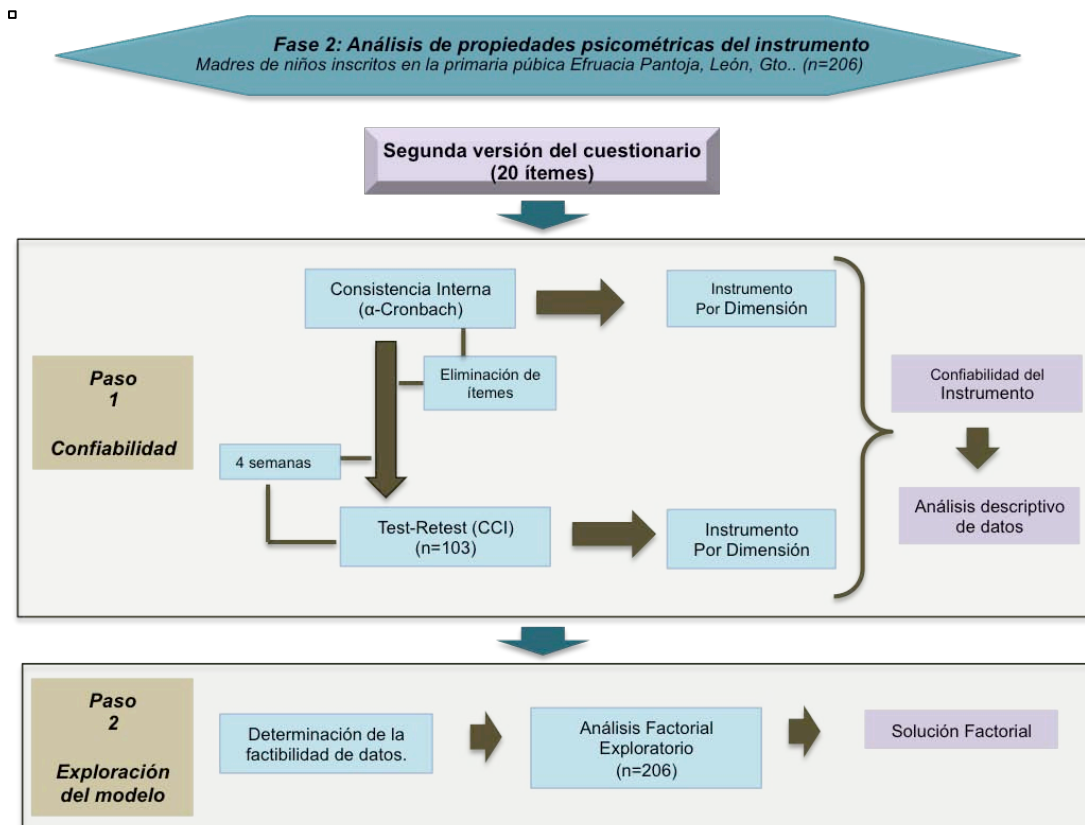 Fase 2: Análisis de propiedades psicométricas del instrumento
Madres de niños inscritos en la primaria púbica Efruacia Pantoja, León, Gto.. (n=206)
Segunda versión del cuestionario
(20 ítemes)
Paso
1
Confiabilidad
Consistencia Interna
(α-Cronbach)
Instrumento
Por Dimensión
Eliminación de
ítemes
4 semanas
Test-Retest (CCI)
(n=103)
Instrumento
Por Dimensión
Confiabilidad del
Instrumento
Análisis descriptivo
de datos
Paso
2
Exploración
del modelo
Determinación de la
factibilidad de datos.
Análisis Factorial
Exploratorio
(n=206)
Solución Factorial